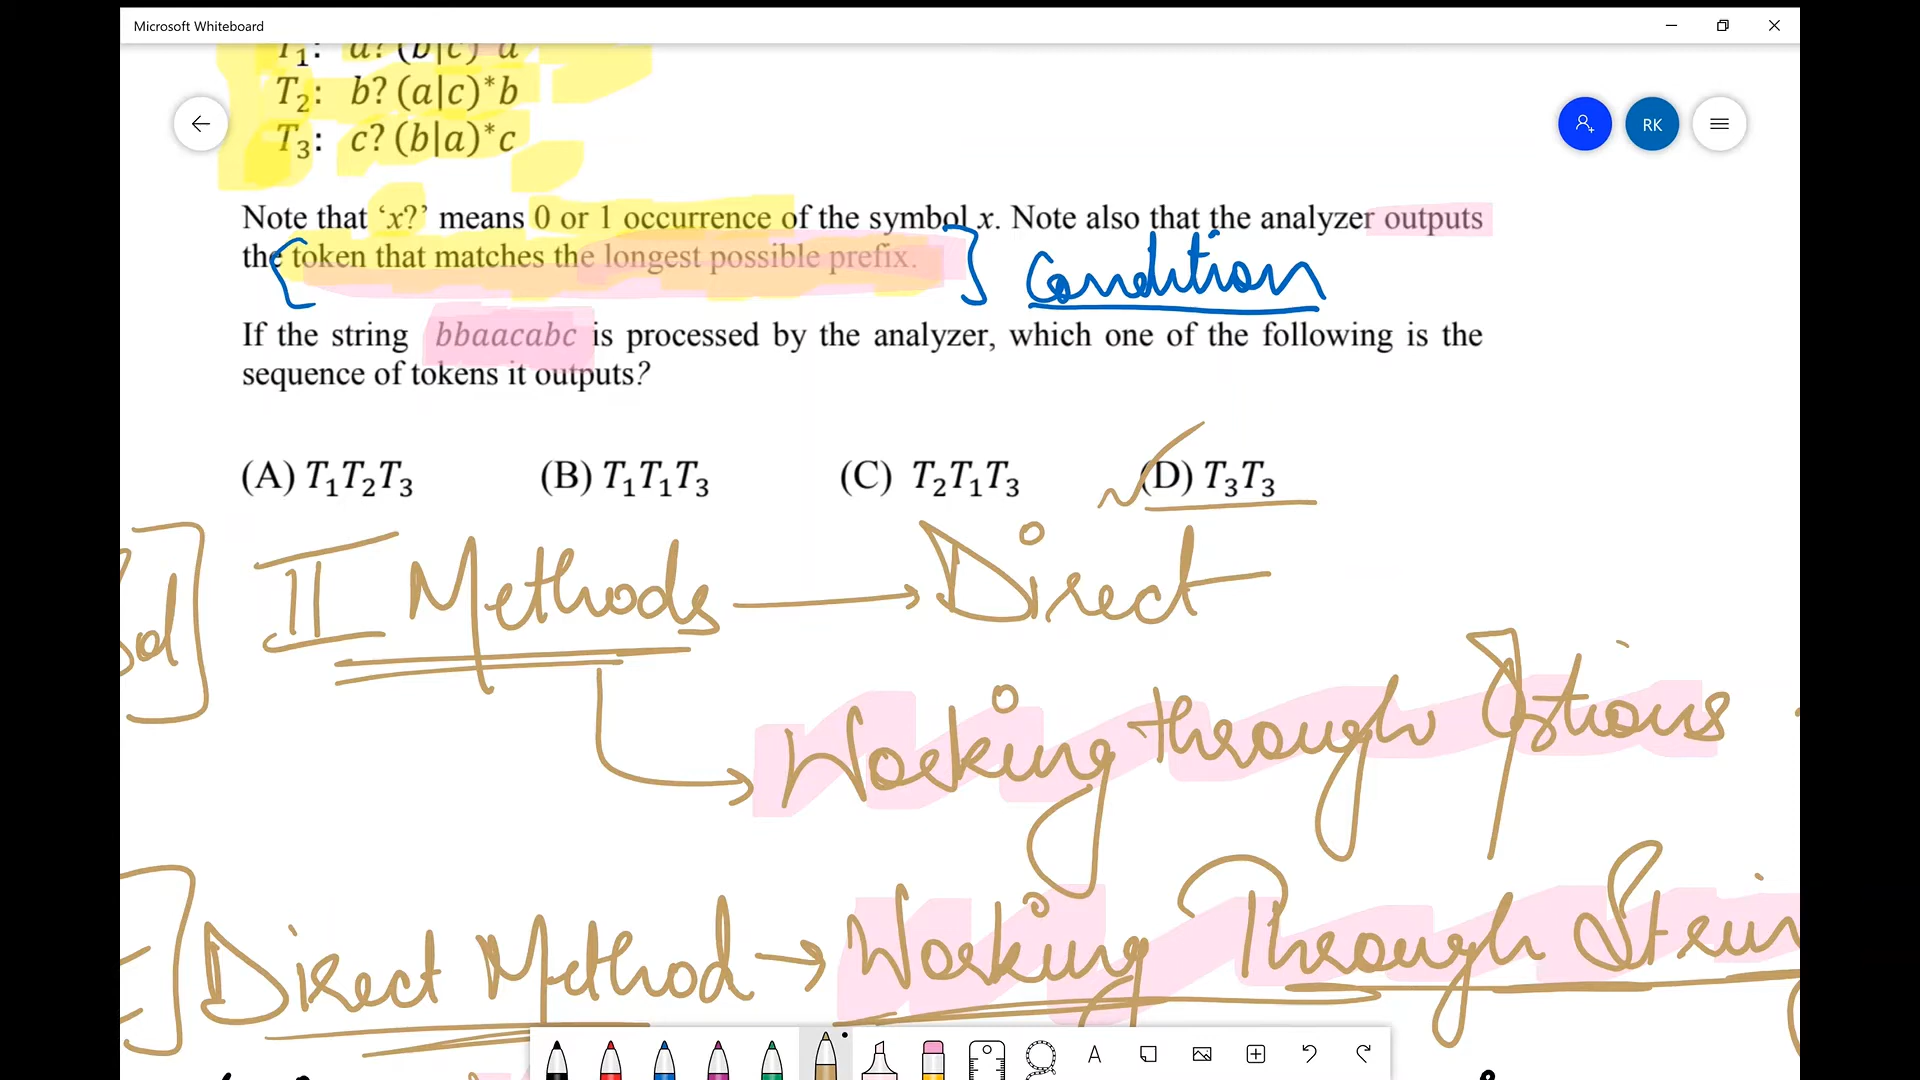 Microsoft Whiteboard
T₁: a? (b|c)*a
T₂: b? (a|c)*b
T₃: c? (b|a)*c
RK
Note that ‘x?’ means 0 or 1 occurrence of the symbol x. Note also that the analyzer outputs
the token that matches the longest possible prefix.
Condition
If the string bbaacabc is processed by the analyzer, which one of the following is the
sequence of tokens it outputs?
(A) T₁T₂T₃ (B) T₁T₁T₃ (C) T₂T₁T₃ (D) T₃T₃
II Methods → Direct
→ Working through Options
Direct Method → Working Through